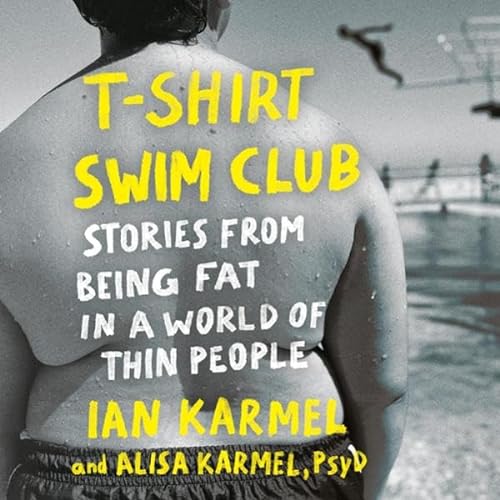 T-SHIRT
SWIM CLUB
STORIES FROM
BEING FAT
IN A WORLD OF
THIN PEOPLE
IAN KARMEL
and ALISA KARMEL, PsyD